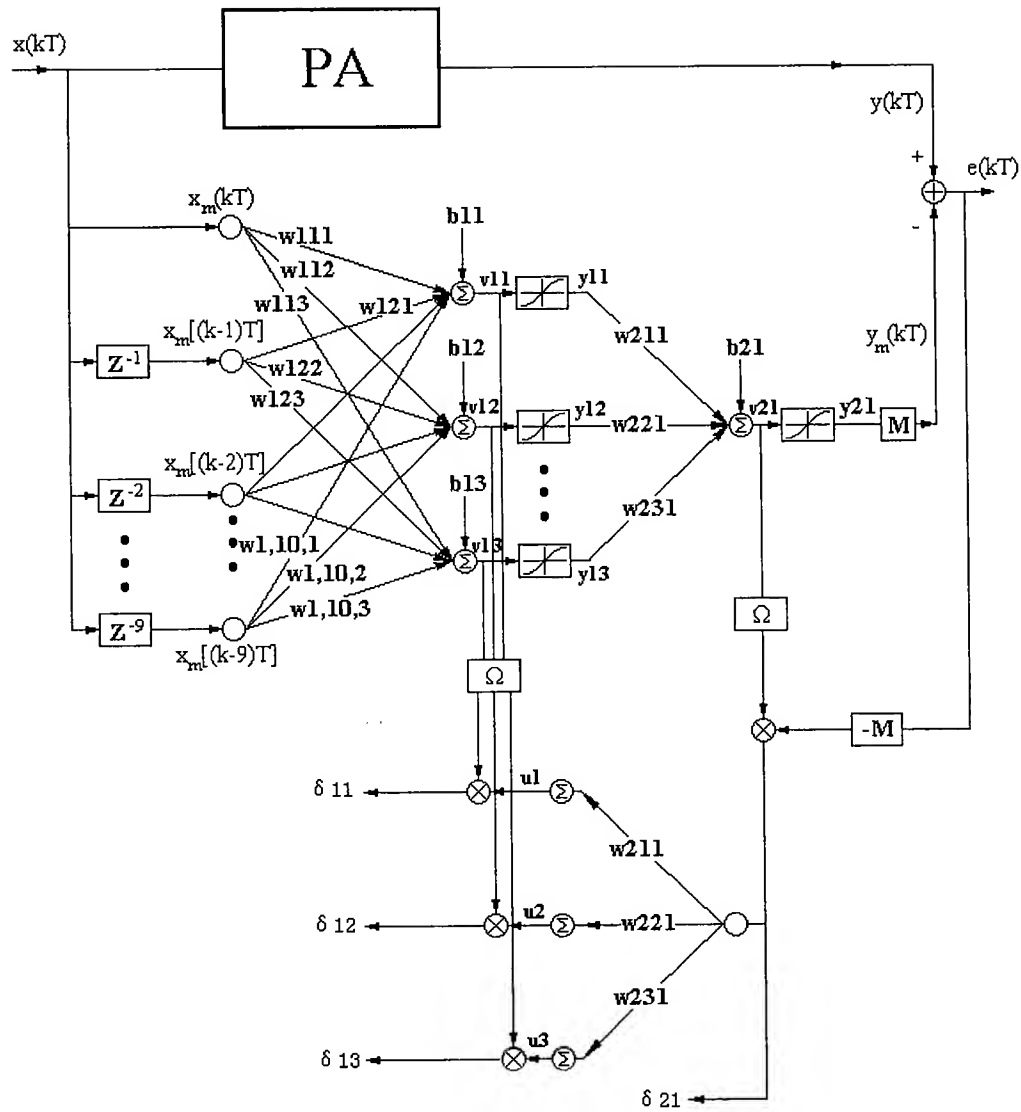 x(kT)
PA
y(kT)
+
e(kT)
-
x_m(kT)
w111
w112
w113
b11
Σ
v11
y11
w121
x_m[(k-1)T]
Z⁻¹
w122
w123
b12
Σ
v12
y12
w211
w221
b21
Σ
v21
y21
M
y_m(kT)
x_m[(k-2)T]
Z⁻²
b13
Σ
v13
y13
w231
w1,10,1
w1,10,2
w1,10,3
Z⁻⁹
x_m[(k-9)T]
Ω
Ω
-M
δ 11
u1
Σ
w211
δ 12
u2
Σ
w221
w231
δ 13
u3
Σ
δ 21